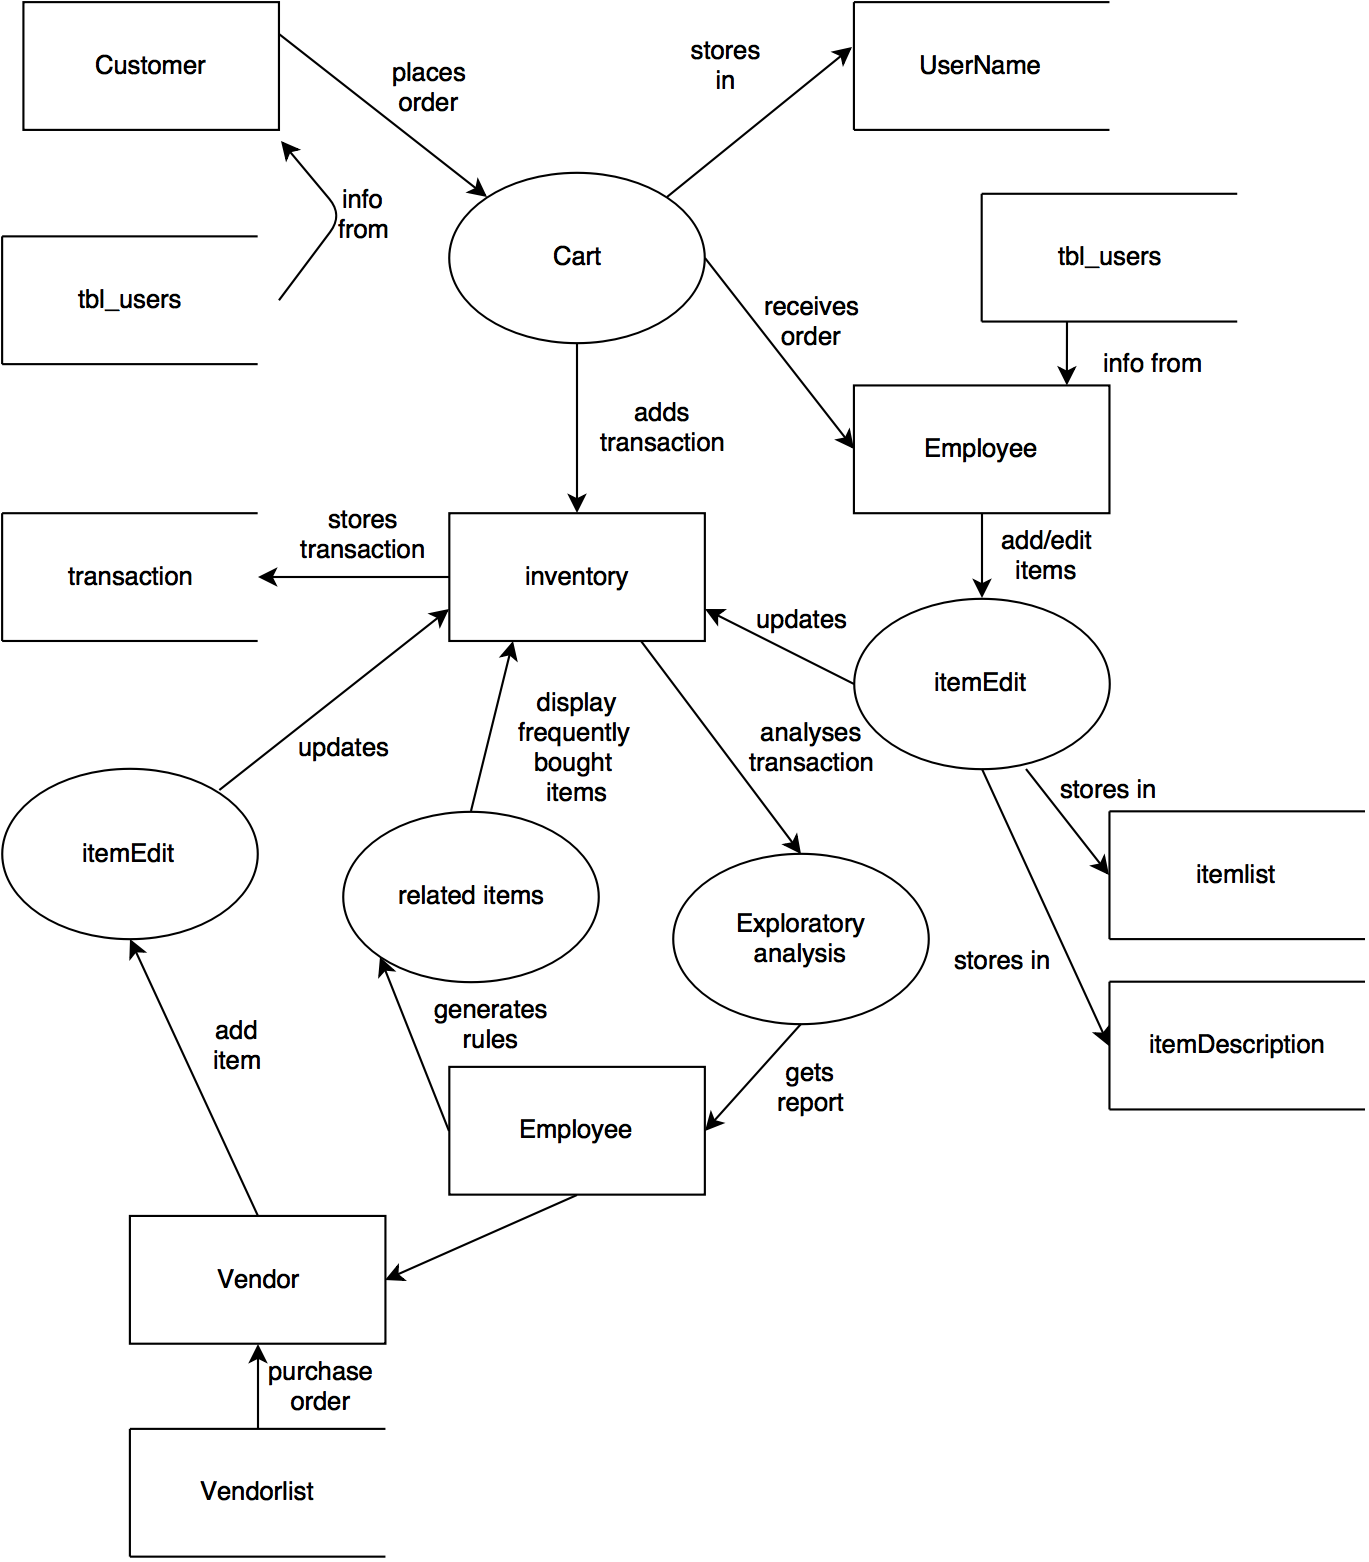 Customer
places
order
stores
in
UserName
info
from
tbl_users
Cart
tbl_users
receives
order
info from
adds
transaction
Employee
stores
transaction
transaction
inventory
add/edit
items
updates
itemEdit
updates
display
frequently
bought
items
analyses
transaction
stores in
itemEdit
related items
Exploratory
analysis
itemlist
stores in
add
item
generates
rules
gets
report
itemDescription
Employee
Vendor
purchase
order
Vendorlist